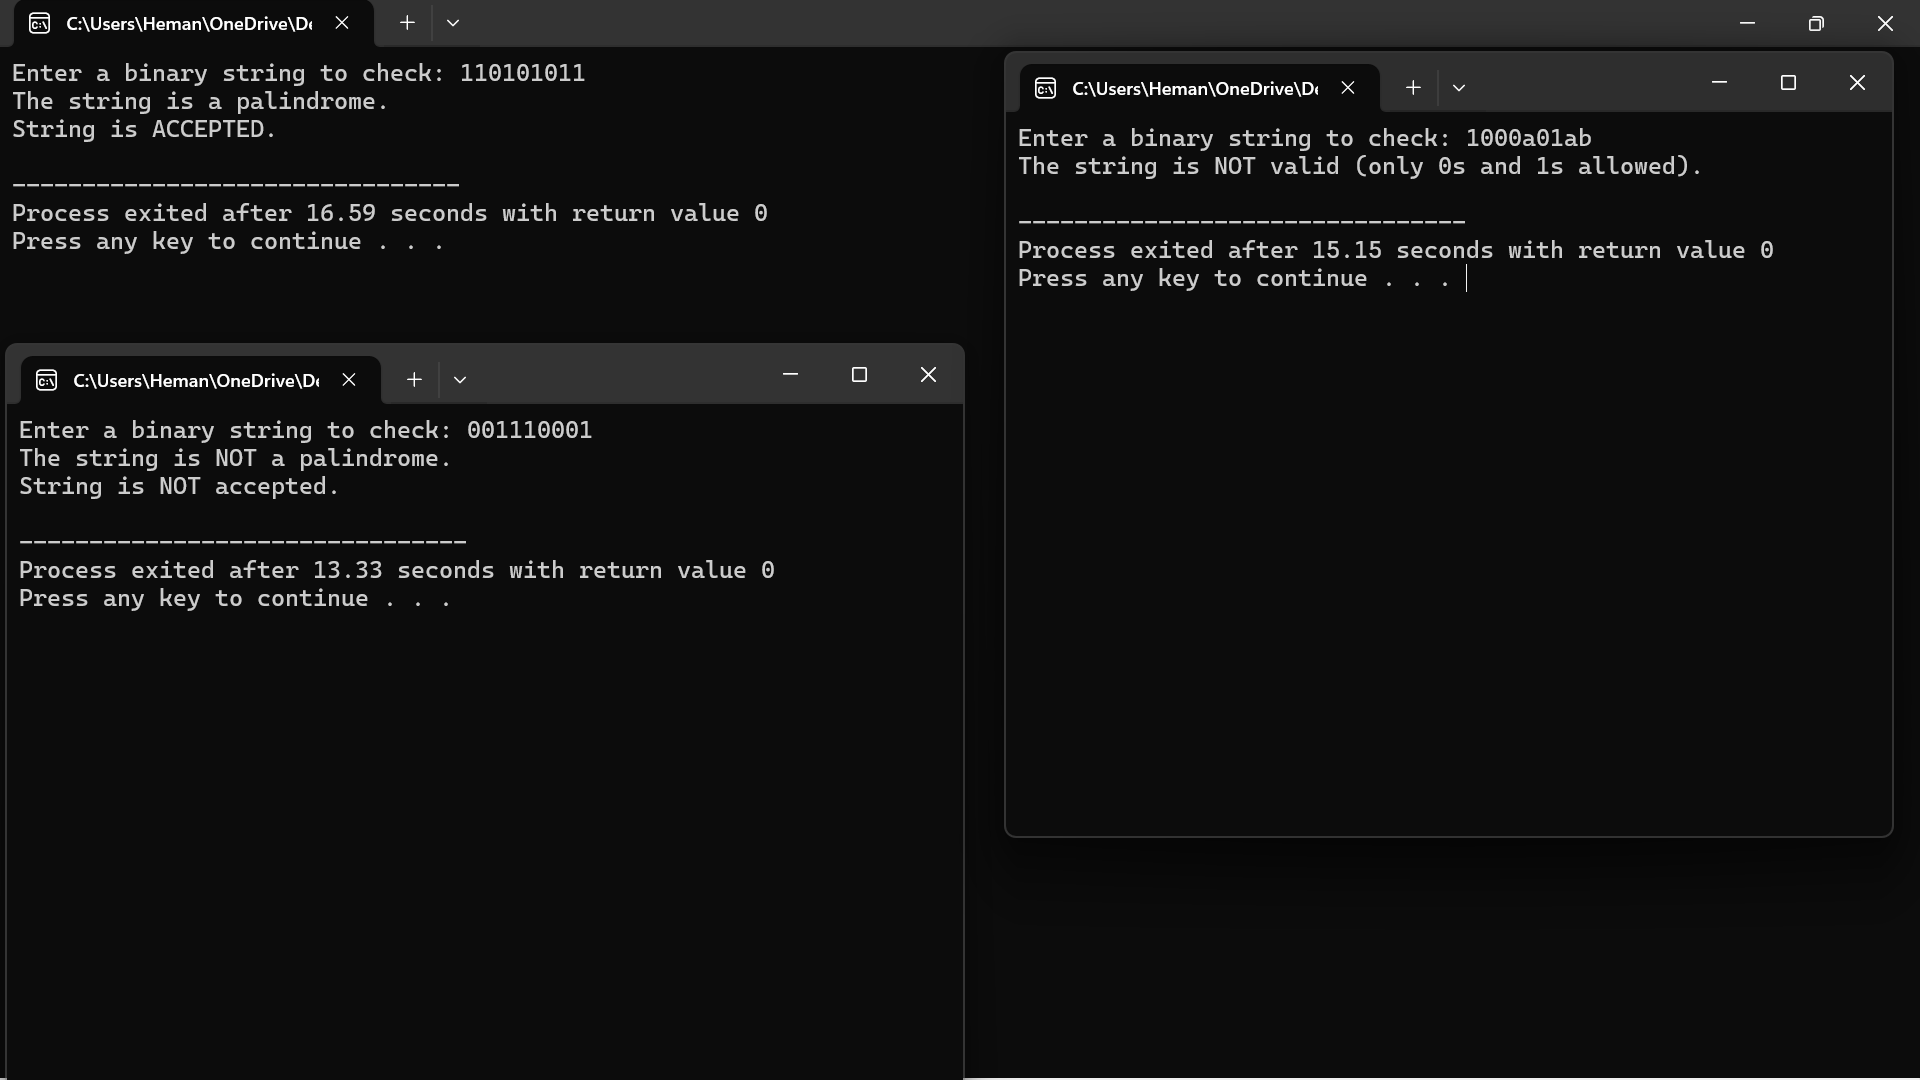 C:\Users\Heman\OneDrive\De
Enter a binary string to check: 110101011
The string is a palindrome.
String is ACCEPTED.
--------------------------------
Process exited after 16.59 seconds with return value 0
Press any key to continue . . .
C:\Users\Heman\OneDrive\De
Enter a binary string to check: 1000a01ab
The string is NOT valid (only 0s and 1s allowed).
--------------------------------
Process exited after 15.15 seconds with return value 0
Press any key to continue . . .
C:\Users\Heman\OneDrive\De
Enter a binary string to check: 001110001
The string is NOT a palindrome.
String is NOT accepted.
--------------------------------
Process exited after 13.33 seconds with return value 0
Press any key to continue . . .